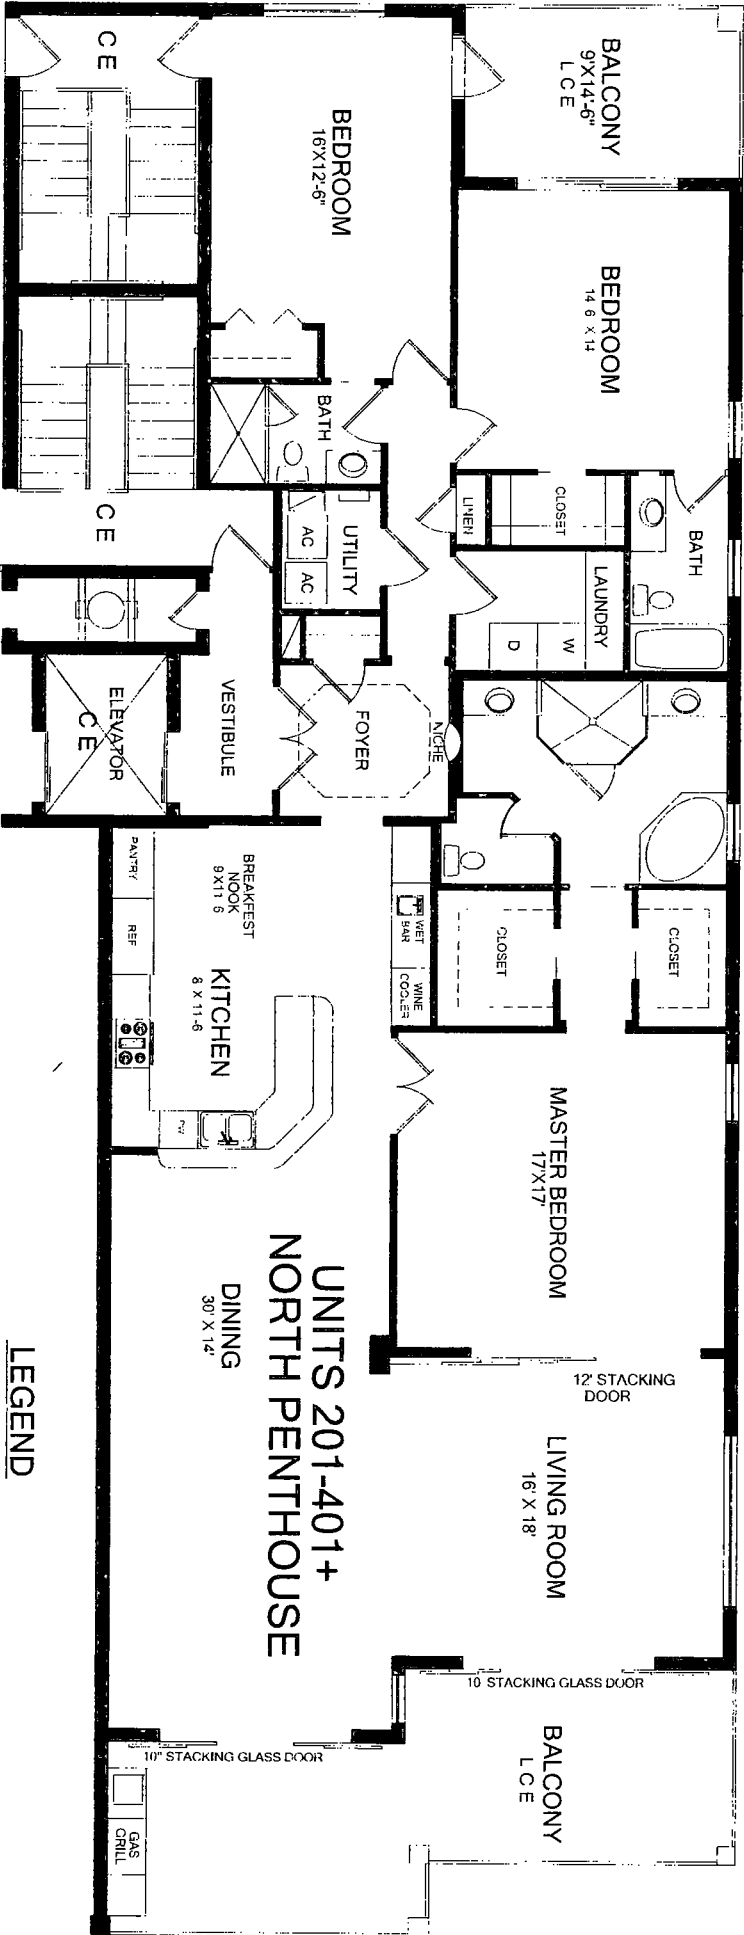 C E
BEDROOM
16'X12'-6"
BALCONY
9'X14'-6"
L C E
BEDROOM
14 6 X 14
BATH
CLOSET
LINEN
C E
UTILITY
AC
AC
BATH
LAUNDRY
W
D
ELEVATOR
C E
VESTIBULE
FOYER
NICHE
PANTRY
REF
BREAKFEST
NOOK
9 X11 6
KITCHEN
8 X 11-6
WET
BAR
WINE
COOLER
CLOSET
CLOSET
MASTER BEDROOM
17'X17'
UNITS 201-401+
NORTH PENTHOUSE
DINING
30' X 14'
12' STACKING
DOOR
LIVING ROOM
16' X 18'
10 STACKING GLASS DOOR
10" STACKING GLASS DOOR
BALCONY
L C E
GAS
GRILL
LEGEND